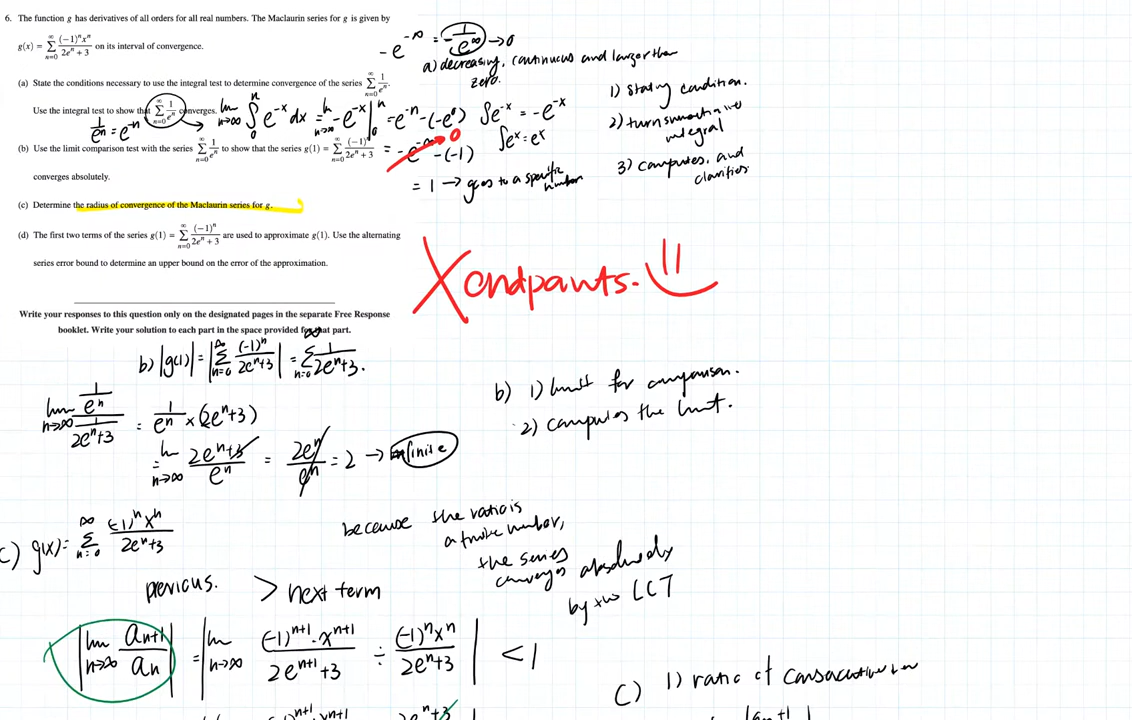 6. The function g has derivatives of all orders for all real numbers. The Maclaurin series for g is given by
g(x) = ∑_{n=0}^{∞} (-1)^n x^n / (2e^n + 3) on its interval of convergence.
(a) State the conditions necessary to use the integral test to determine convergence of the series ∑_{n=0}^{∞} 1/e^n.
Use the integral test to show that ∑_{n=0}^{∞} 1/e^n converges.
(b) Use the limit comparison test with the series ∑_{n=0}^{∞} 1/e^n to show that the series g(1) = ∑_{n=0}^{∞} (-1)^n / (2e^n + 3)
converges absolutely.
(c) Determine the radius of convergence of the Maclaurin series for g.
(d) The first two terms of the series g(1) = ∑_{n=0}^{∞} (-1)^n / (2e^n + 3) are used to approximate g(1). Use the alternating
series error bound to determine an upper bound on the error of the approximation.
Write your responses to this question only on the designated pages in the separate Free Response
booklet. Write your solution to each part in the space provided for that part.
-e^{-∞} = -1/e^∞ → 0
a) decreasing, continuous and larger than
zero.
1/e^n = e^{-n}
lim_{n→∞} ∫_0^n e^{-x} dx = lim_{n→∞} -e^{-x} |_0^n = -e^{-n} - (-e^0)
∫e^{-x} = -e^{-x}
∫e^x = e^x
= -e^{-∞} 0 - (-1)
= 1 → goes to a specific
number
1) stating condition.
2) turn summation into
integral
3) computes, and
clarifies
X endpoints.
b) |g(1)| = |∑_{n=0}^{∞} (-1)^n / (2e^n + 3)| = ∑_{n=0}^{∞} 1 / (2e^n + 3).
lim_{n→∞} (1/e^n) / (1/(2e^n + 3)) = 1/e^n × (2e^n + 3)
= lim_{n→∞} (2e^n + 3) / e^n = 2e^n / e^n = 2 → finite
b) 1) limit for comparison.
2) computes the limit.
because the ratio is
a finite number,
the series
converges absolutely
by LCT
c) g(x) = ∑_{n=0}^{∞} (-1)^n x^n / (2e^n + 3)
previous. > next term
|lim_{n→∞} a_{n+1} / a_n| = |lim_{n→∞} (-1)^{n+1} · x^{n+1} / (2e^{n+1} + 3) ÷ (-1)^n x^n / (2e^n + 3)| < 1
C) 1) ratio of consecutive